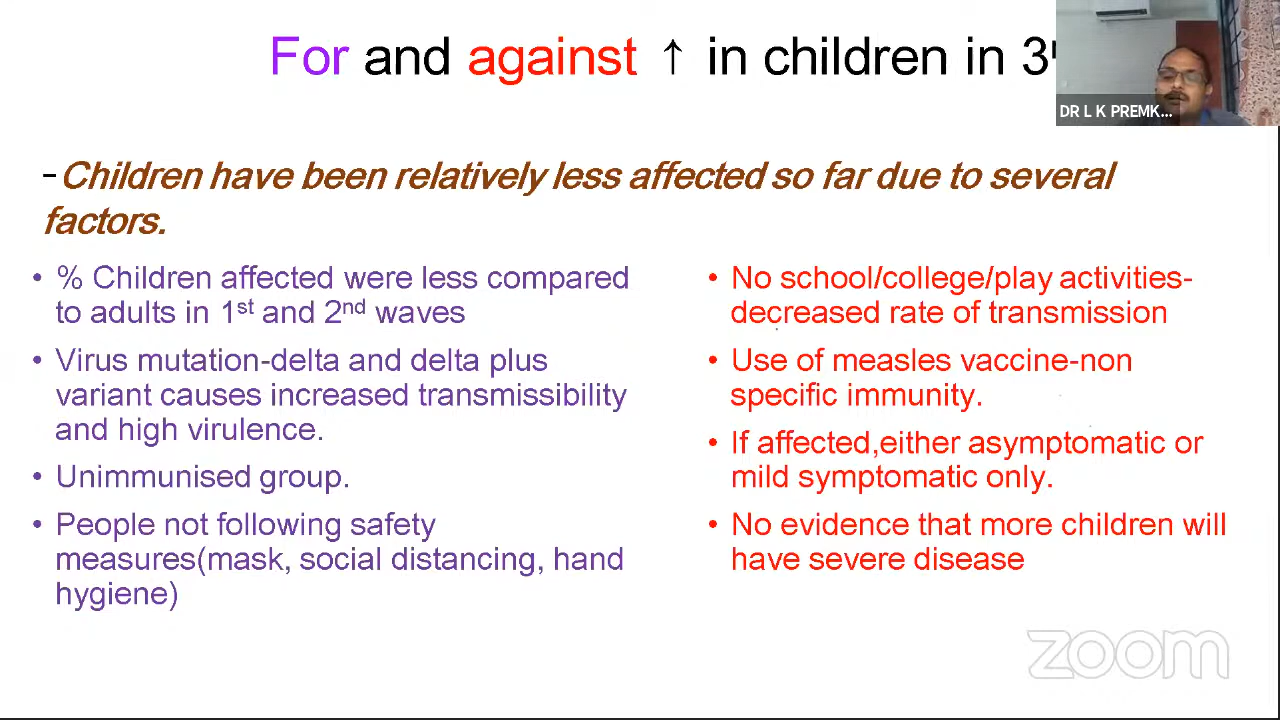 For and against ↑ in children in 3
DR L K PREMK...
-Children have been relatively less affected so far due to several
factors.
• % Children affected were less compared
to adults in 1st and 2nd waves
• Virus mutation-delta and delta plus
variant causes increased transmissibility
and high virulence.
• Unimmunised group.
• People not following safety
measures(mask, social distancing, hand
hygiene)
• No school/college/play activities-
decreased rate of transmission
• Use of measles vaccine-non
specific immunity.
• If affected,either asymptomatic or
mild symptomatic only.
• No evidence that more children will
have severe disease
zoom